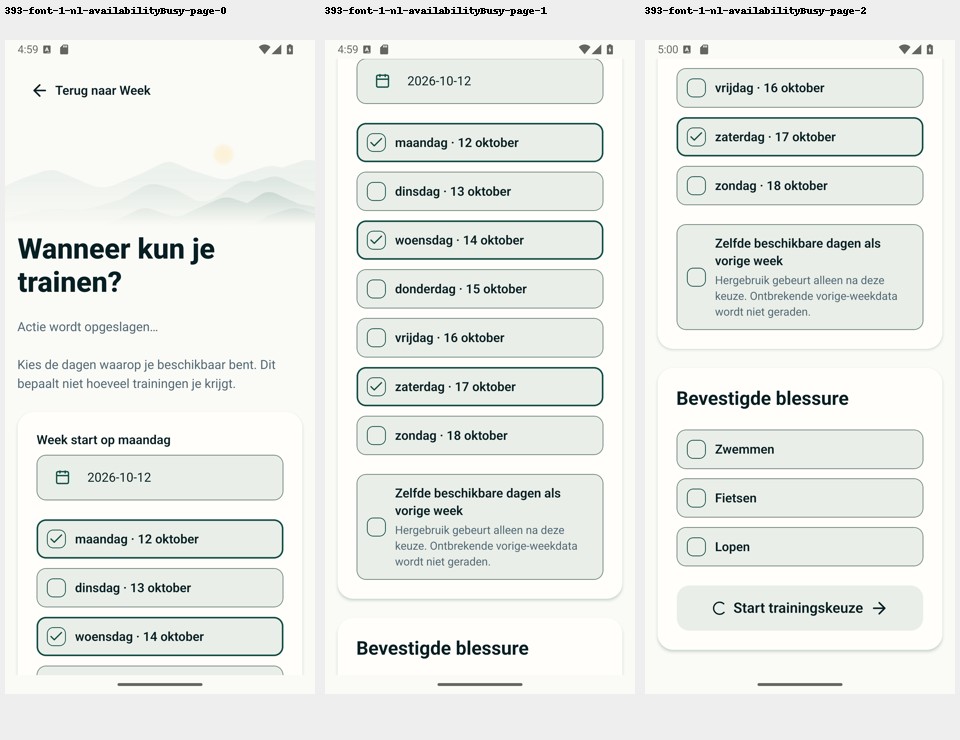 393-font-1-nl-availabilityBusy-page-0
4:59
Terug naar Week
Wanneer kun je
trainen?
Actie wordt opgeslagen…
Kies de dagen waarop je beschikbaar bent. Dit
bepaalt niet hoeveel trainingen je krijgt.
Week start op maandag
2026-10-12
maandag · 12 oktober
dinsdag · 13 oktober
woensdag · 14 oktober
393-font-1-nl-availabilityBusy-page-1
4:59
2026-10-12
maandag · 12 oktober
dinsdag · 13 oktober
woensdag · 14 oktober
donderdag · 15 oktober
vrijdag · 16 oktober
zaterdag · 17 oktober
zondag · 18 oktober
Zelfde beschikbare dagen als
vorige week
Hergebruik gebeurt alleen na deze
keuze. Ontbrekende vorige-weekdata
wordt niet geraden.
Bevestigde blessure
393-font-1-nl-availabilityBusy-page-2
5:00
vrijdag · 16 oktober
zaterdag · 17 oktober
zondag · 18 oktober
Zelfde beschikbare dagen als
vorige week
Hergebruik gebeurt alleen na deze
keuze. Ontbrekende vorige-weekdata
wordt niet geraden.
Bevestigde blessure
Zwemmen
Fietsen
Lopen
Start trainingskeuze